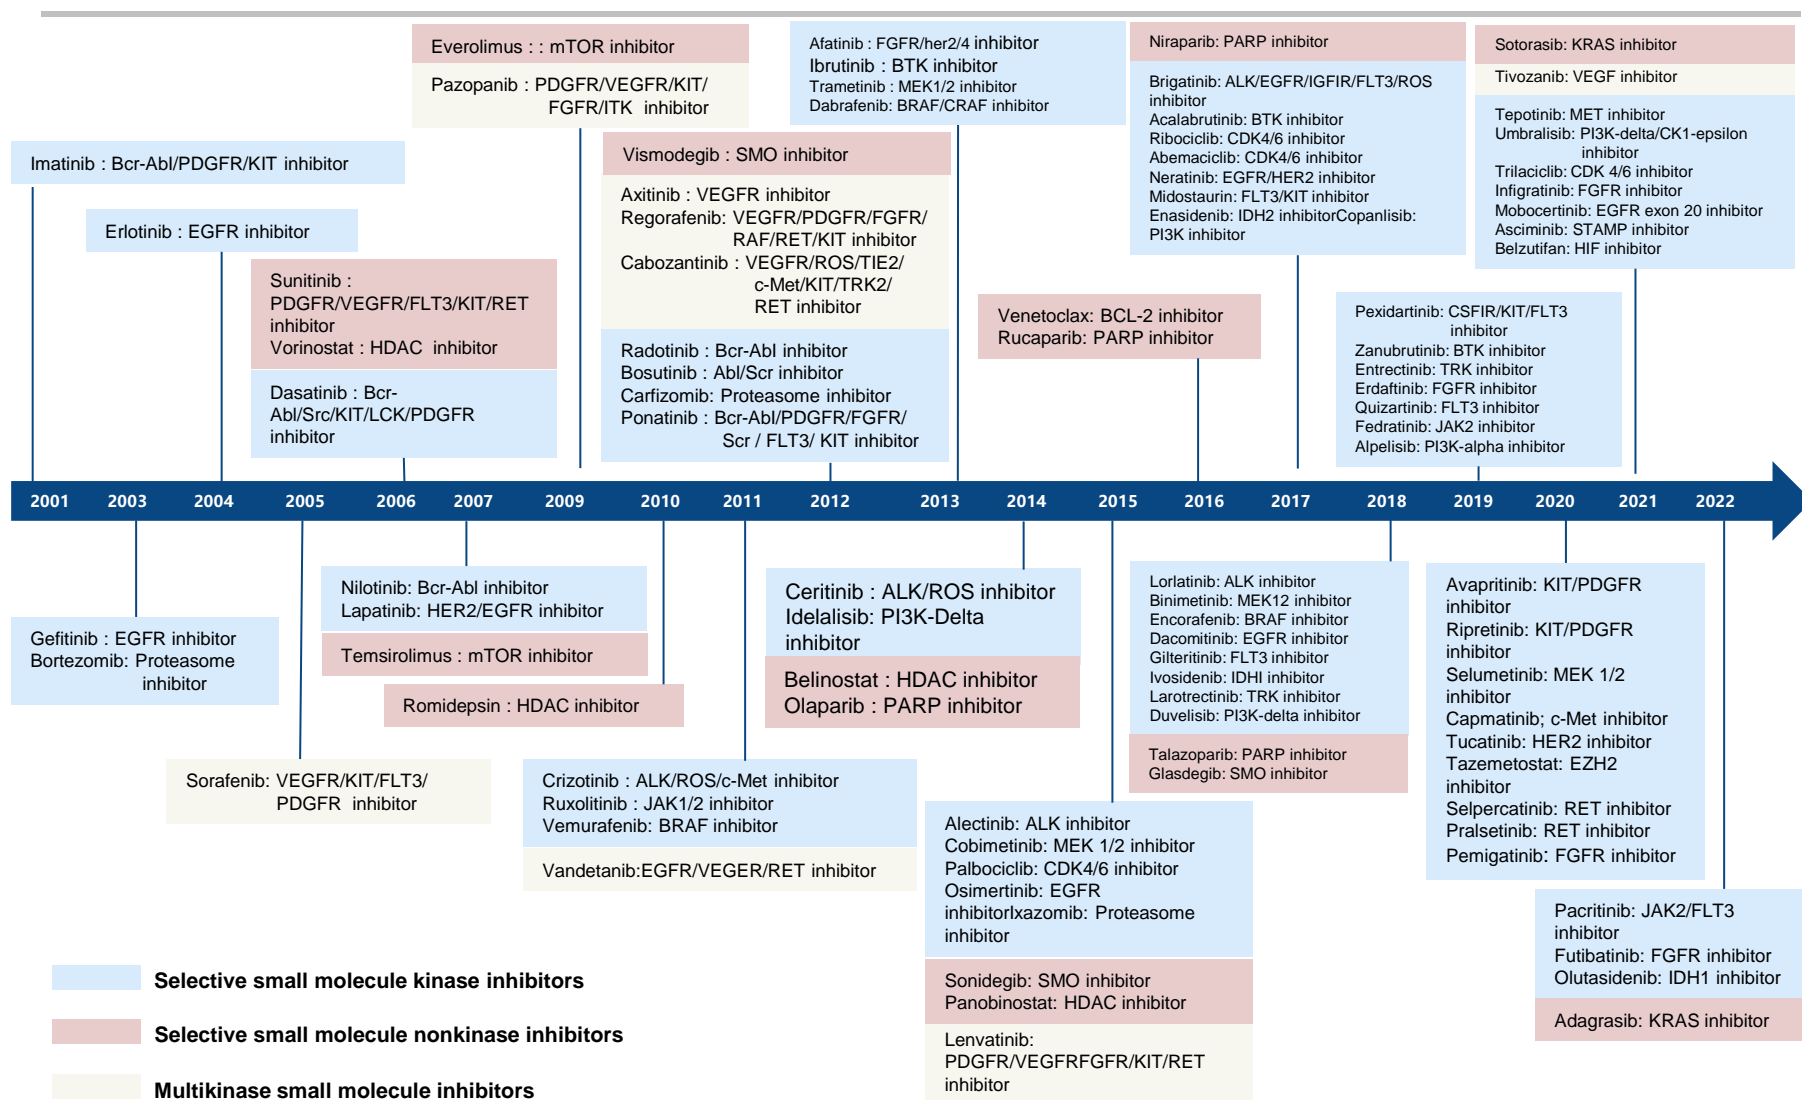 Everolimus : : mTOR inhibitor
Pazopanib : PDGFR/VEGFR/KIT/
FGFR/ITK inhibitor
Afatinib : FGFR/her2/4 inhibitor
Ibrutinib : BTK inhibitor
Trametinib : MEK1/2 inhibitor
Dabrafenib: BRAF/CRAF inhibitor
Niraparib: PARP inhibitor
Brigatinib: ALK/EGFR/IGFIR/FLT3/ROS
inhibitor
Acalabrutinib: BTK inhibitor
Ribociclib: CDK4/6 inhibitor
Abemaciclib: CDK4/6 inhibitor
Neratinib: EGFR/HER2 inhibitor
Midostaurin: FLT3/KIT inhibitor
Enasidenib: IDH2 inhibitorCopanlisib:
PI3K inhibitor
Sotorasib: KRAS inhibitor
Tivozanib: VEGF inhibitor
Tepotinib: MET inhibitor
Umbralisib: PI3K-delta/CK1-epsilon
inhibitor
Trilaciclib: CDK 4/6 inhibitor
Infigratinib: FGFR inhibitor
Mobocertinib: EGFR exon 20 inhibitor
Asciminib: STAMP inhibitor
Belzutifan: HIF inhibitor
Imatinib : Bcr-Abl/PDGFR/KIT inhibitor
Erlotinib : EGFR inhibitor
Sunitinib :
PDGFR/VEGFR/FLT3/KIT/RET
inhibitor
Vorinostat : HDAC inhibitor
Dasatinib : Bcr-
Abl/Src/KIT/LCK/PDGFR
inhibitor
Vismodegib : SMO inhibitor
Axitinib : VEGFR inhibitor
Regorafenib: VEGFR/PDGFR/FGFR/
RAF/RET/KIT inhibitor
Cabozantinib : VEGFR/ROS/TIE2/
c-Met/KIT/TRK2/
RET inhibitor
Radotinib : Bcr-Abl inhibitor
Bosutinib : Abl/Scr inhibitor
Carfizomib: Proteasome inhibitor
Ponatinib : Bcr-Abl/PDGFR/FGFR/
Scr / FLT3/ KIT inhibitor
Venetoclax: BCL-2 inhibitor
Rucaparib: PARP inhibitor
Pexidartinib: CSFIR/KIT/FLT3
inhibitor
Zanubrutinib: BTK inhibitor
Entrectinib: TRK inhibitor
Erdaftinib: FGFR inhibitor
Quizartinib: FLT3 inhibitor
Fedratinib: JAK2 inhibitor
Alpelisib: PI3K-alpha inhibitor
2001 2003 2004 2005 2006 2007 2009 2010 2011 2012 2013 2014 2015 2016 2017 2018 2019 2020 2021 2022
Gefitinib : EGFR inhibitor
Bortezomib: Proteasome
inhibitor
Sorafenib: VEGFR/KIT/FLT3/
PDGFR inhibitor
Nilotinib: Bcr-Abl inhibitor
Lapatinib: HER2/EGFR inhibitor
Temsirolimus : mTOR inhibitor
Romidepsin : HDAC inhibitor
Crizotinib : ALK/ROS/c-Met inhibitor
Ruxolitinib : JAK1/2 inhibitor
Vemurafenib: BRAF inhibitor
Vandetanib:EGFR/VEGER/RET inhibitor
Ceritinib : ALK/ROS inhibitor
Idelalisib: PI3K-Delta
inhibitor
Belinostat : HDAC inhibitor
Olaparib : PARP inhibitor
Alectinib: ALK inhibitor
Cobimetinib: MEK 1/2 inhibitor
Palbociclib: CDK4/6 inhibitor
Osimertinib: EGFR
inhibitorIxazomib: Proteasome
inhibitor
Sonidegib: SMO inhibitor
Panobinostat: HDAC inhibitor
Lenvatinib:
PDGFR/VEGFRFGFR/KIT/RET
inhibitor
Lorlatinib: ALK inhibitor
Binimetinib: MEK12 inhibitor
Encorafenib: BRAF inhibitor
Dacomitinib: EGFR inhibitor
Gilteritinib: FLT3 inhibitor
Ivosidenib: IDHI inhibitor
Larotrectinib: TRK inhibitor
Duvelisib: PI3K-delta inhibitor
Talazoparib: PARP inhibitor
Glasdegib: SMO inhibitor
Avapritinib: KIT/PDGFR
inhibitor
Ripretinib: KIT/PDGFR
inhibitor
Selumetinib: MEK 1/2
inhibitor
Capmatinib; c-Met inhibitor
Tucatinib: HER2 inhibitor
Tazemetostat: EZH2
inhibitor
Selpercatinib: RET inhibitor
Pralsetinib: RET inhibitor
Pemigatinib: FGFR inhibitor
Pacritinib: JAK2/FLT3
inhibitor
Futibatinib: FGFR inhibitor
Olutasidenib: IDH1 inhibitor
Adagrasib: KRAS inhibitor
Selective small molecule kinase inhibitors
Selective small molecule nonkinase inhibitors
Multikinase small molecule inhibitors